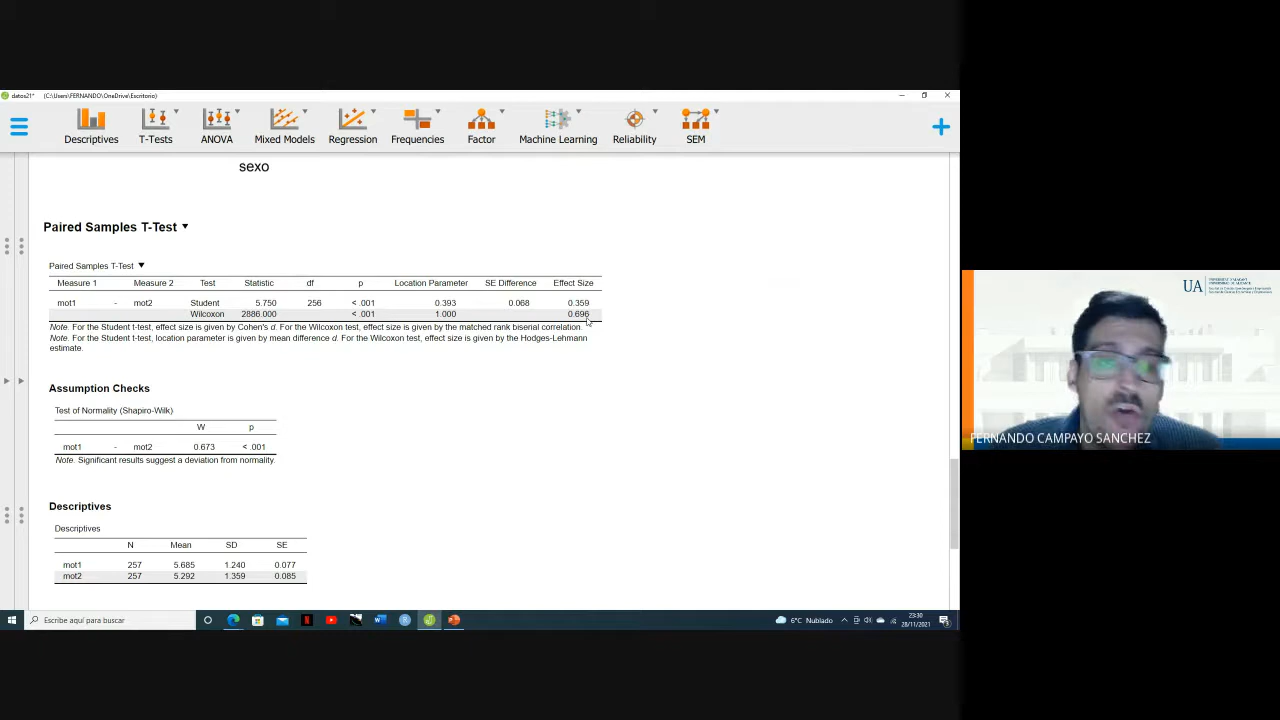 datos21* (C:\Users\FERNANDO\OneDrive\Escritorio)
Descriptives T-Tests ANOVA Mixed Models Regression Frequencies Factor Machine Learning Reliability SEM
sexo
Paired Samples T-Test
Paired Samples T-Test
Measure 1 Measure 2 Test Statistic df p Location Parameter SE Difference Effect Size
mot1 - mot2 Student 5.750 256 < .001 0.393 0.068 0.359
Wilcoxon 2886.000 < .001 1.000 0.696
Note. For the Student t-test, effect size is given by Cohen's d. For the Wilcoxon test, effect size is given by the matched rank biserial correlation.
Note. For the Student t-test, location parameter is given by mean difference d. For the Wilcoxon test, effect size is given by the Hodges-Lehmann
estimate.
Assumption Checks
Test of Normality (Shapiro-Wilk)
W p
mot1 - mot2 0.673 < .001
Note. Significant results suggest a deviation from normality.
Descriptives
Descriptives
N Mean SD SE
mot1 257 5.685 1.240 0.077
mot2 257 5.292 1.359 0.085
Escribe aquí para buscar
6°C Nublado
23:30
28/11/2021
UA
FERNANDO CAMPAYO SANCHEZ